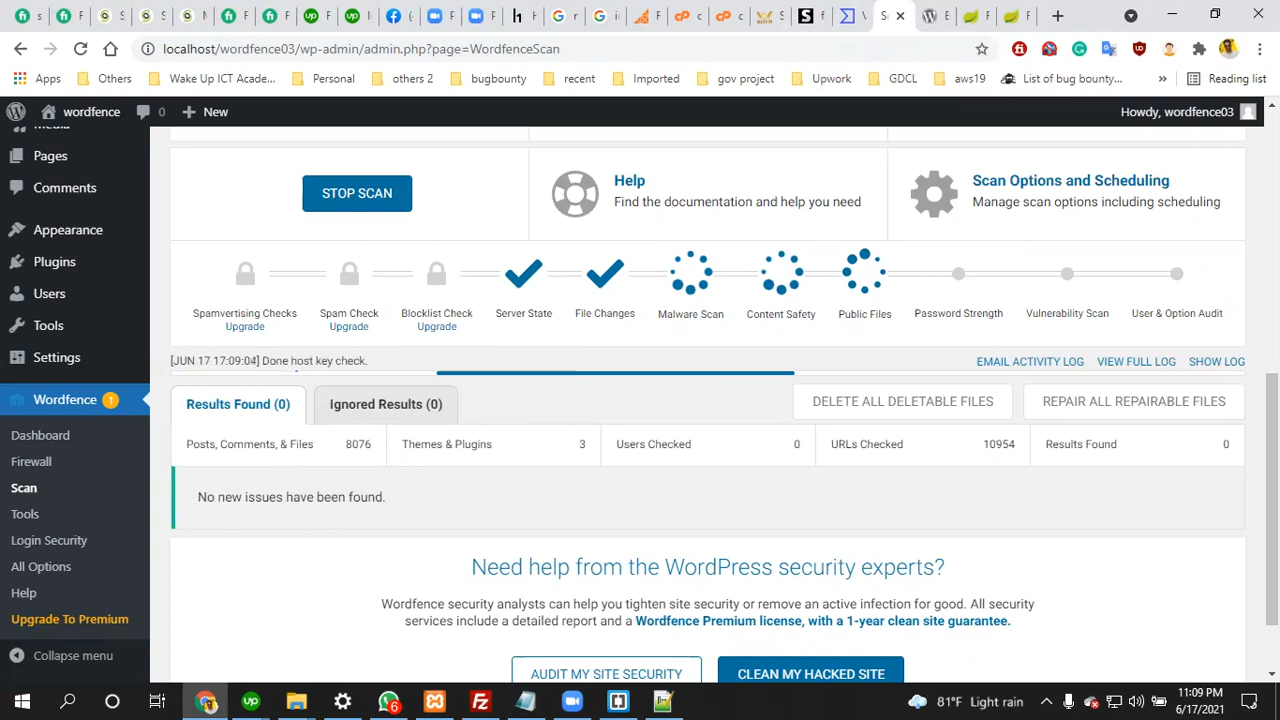 localhost/wordfence03/wp-admin/admin.php?page=WordfenceScan
Apps Others Wake Up ICT Acade... Personal others 2 bugbounty recent Imported gov project Upwork GDCL aws19 List of bug bounty... » Reading list
wordfence 0 New Howdy, wordfence03
Media
Pages
Comments
Appearance
Plugins
Users
Tools
Settings
Wordfence 1
Dashboard
Firewall
Scan
Tools
Login Security
All Options
Help
Upgrade To Premium
Collapse menu
STOP SCAN
Help
Find the documentation and help you need
Scan Options and Scheduling
Manage scan options including scheduling
Spamvertising Checks
Upgrade
Spam Check
Upgrade
Blocklist Check
Upgrade
Server State
File Changes
Malware Scan
Content Safety
Public Files
Password Strength
Vulnerability Scan
User & Option Audit
[JUN 17 17:09:04] Done host key check.
EMAIL ACTIVITY LOG VIEW FULL LOG SHOW LOG
Results Found (0) Ignored Results (0) DELETE ALL DELETABLE FILES REPAIR ALL REPAIRABLE FILES
Posts, Comments, & Files 8076 Themes & Plugins 3 Users Checked 0 URLs Checked 10954 Results Found 0
No new issues have been found.
Need help from the WordPress security experts?
Wordfence security analysts can help you tighten site security or remove an active infection for good. All security
services include a detailed report and a Wordfence Premium license, with a 1-year clean site guarantee.
AUDIT MY SITE SECURITY CLEAN MY HACKED SITE
6
81°F Light rain
11:09 PM
6/17/2021